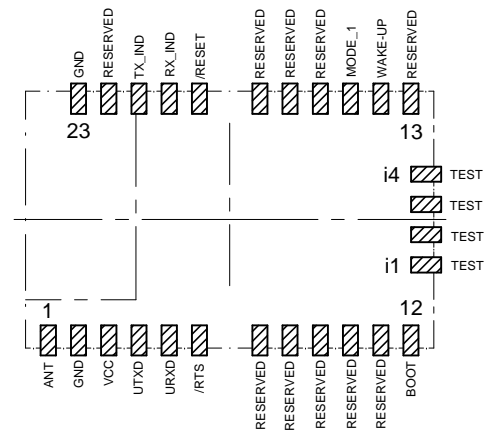 GND
RESERVED
TX_IND
RX_IND
/RESET
RESERVED
RESERVED
RESERVED
MODE_1
WAKE-UP
RESERVED
23
13
i4 TEST
TEST
TEST
i1 TEST
1
12
ANT
GND
VCC
UTXD
URXD
/RTS
RESERVED
RESERVED
RESERVED
RESERVED
RESERVED
BOOT